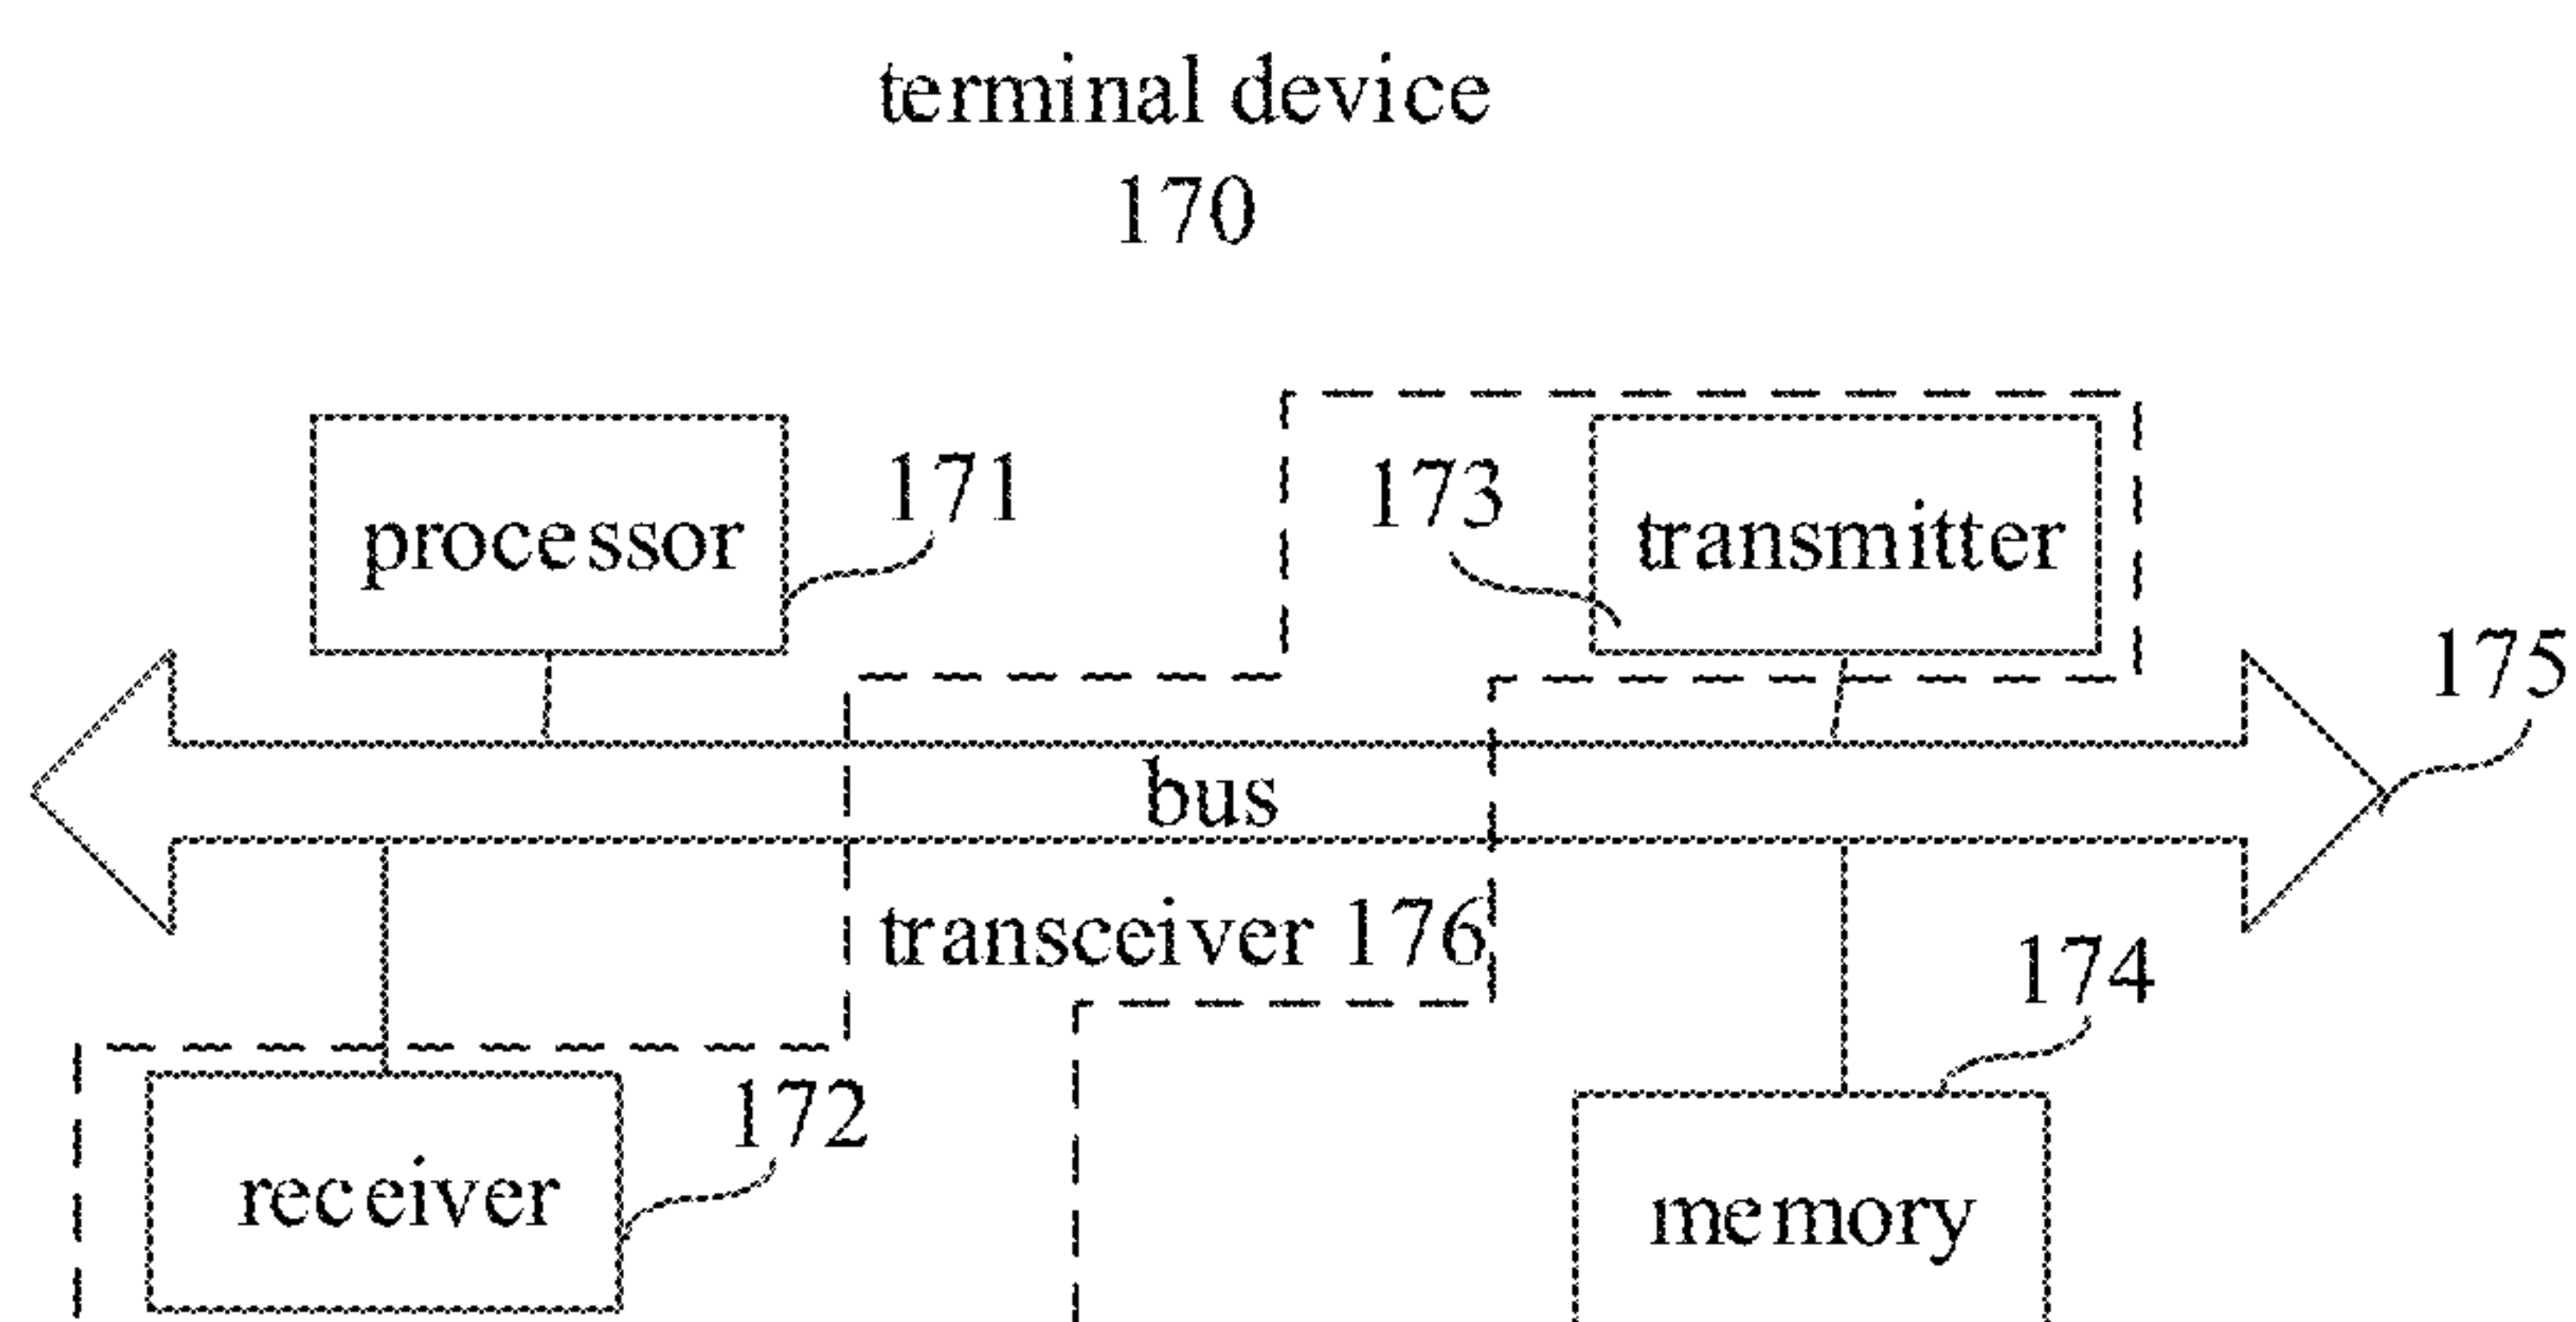 terminal device
170
171
processor
173
transmitter
175
bus
transceiver 176
174
172
receiver
memory